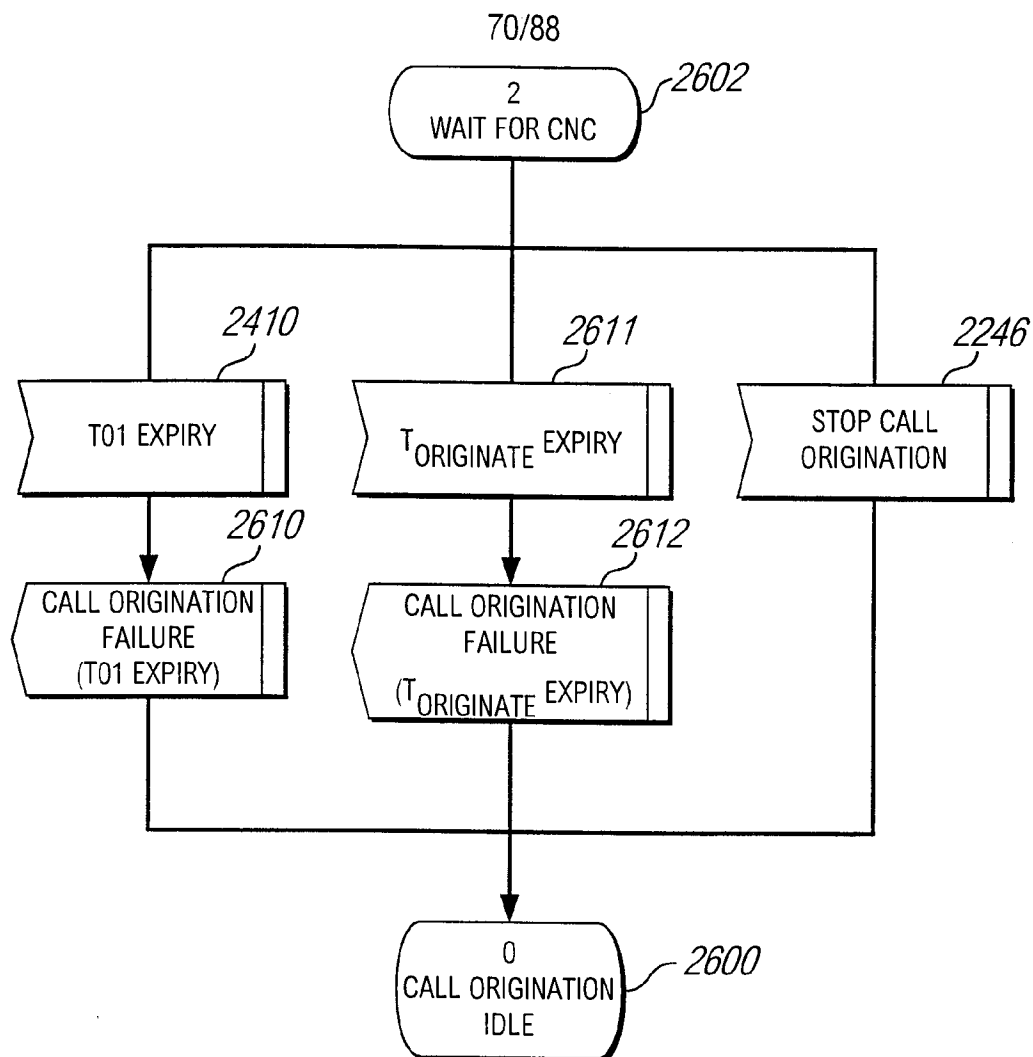 70/88
2
WAIT FOR CNC
2602
2410
2611
2246
T01 EXPIRY
TORIGINATE EXPIRY
STOP CALL
ORIGINATION
2610
2612
CALL ORIGINATION
FAILURE
(T01 EXPIRY)
CALL ORIGINATION
FAILURE
(TORIGINATE EXPIRY)
0
CALL ORIGINATION
IDLE
2600